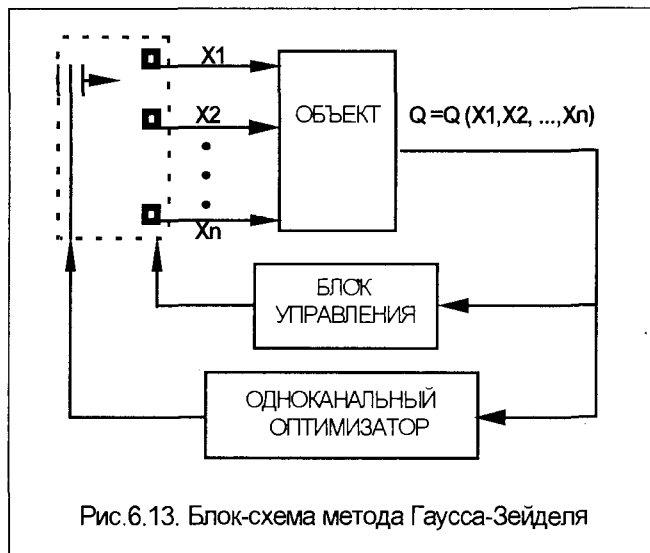 X1
X2
Xn
ОБЪЕКТ
Q =Q (X1,X2, ...,Xn)
БЛОК
УПРАВЛЕНИЯ
ОДНОКАНАЛЬНЫЙ
ОПТИМИЗАТОР
Рис.6.13. Блок-схема метода Гаусса-Зейделя